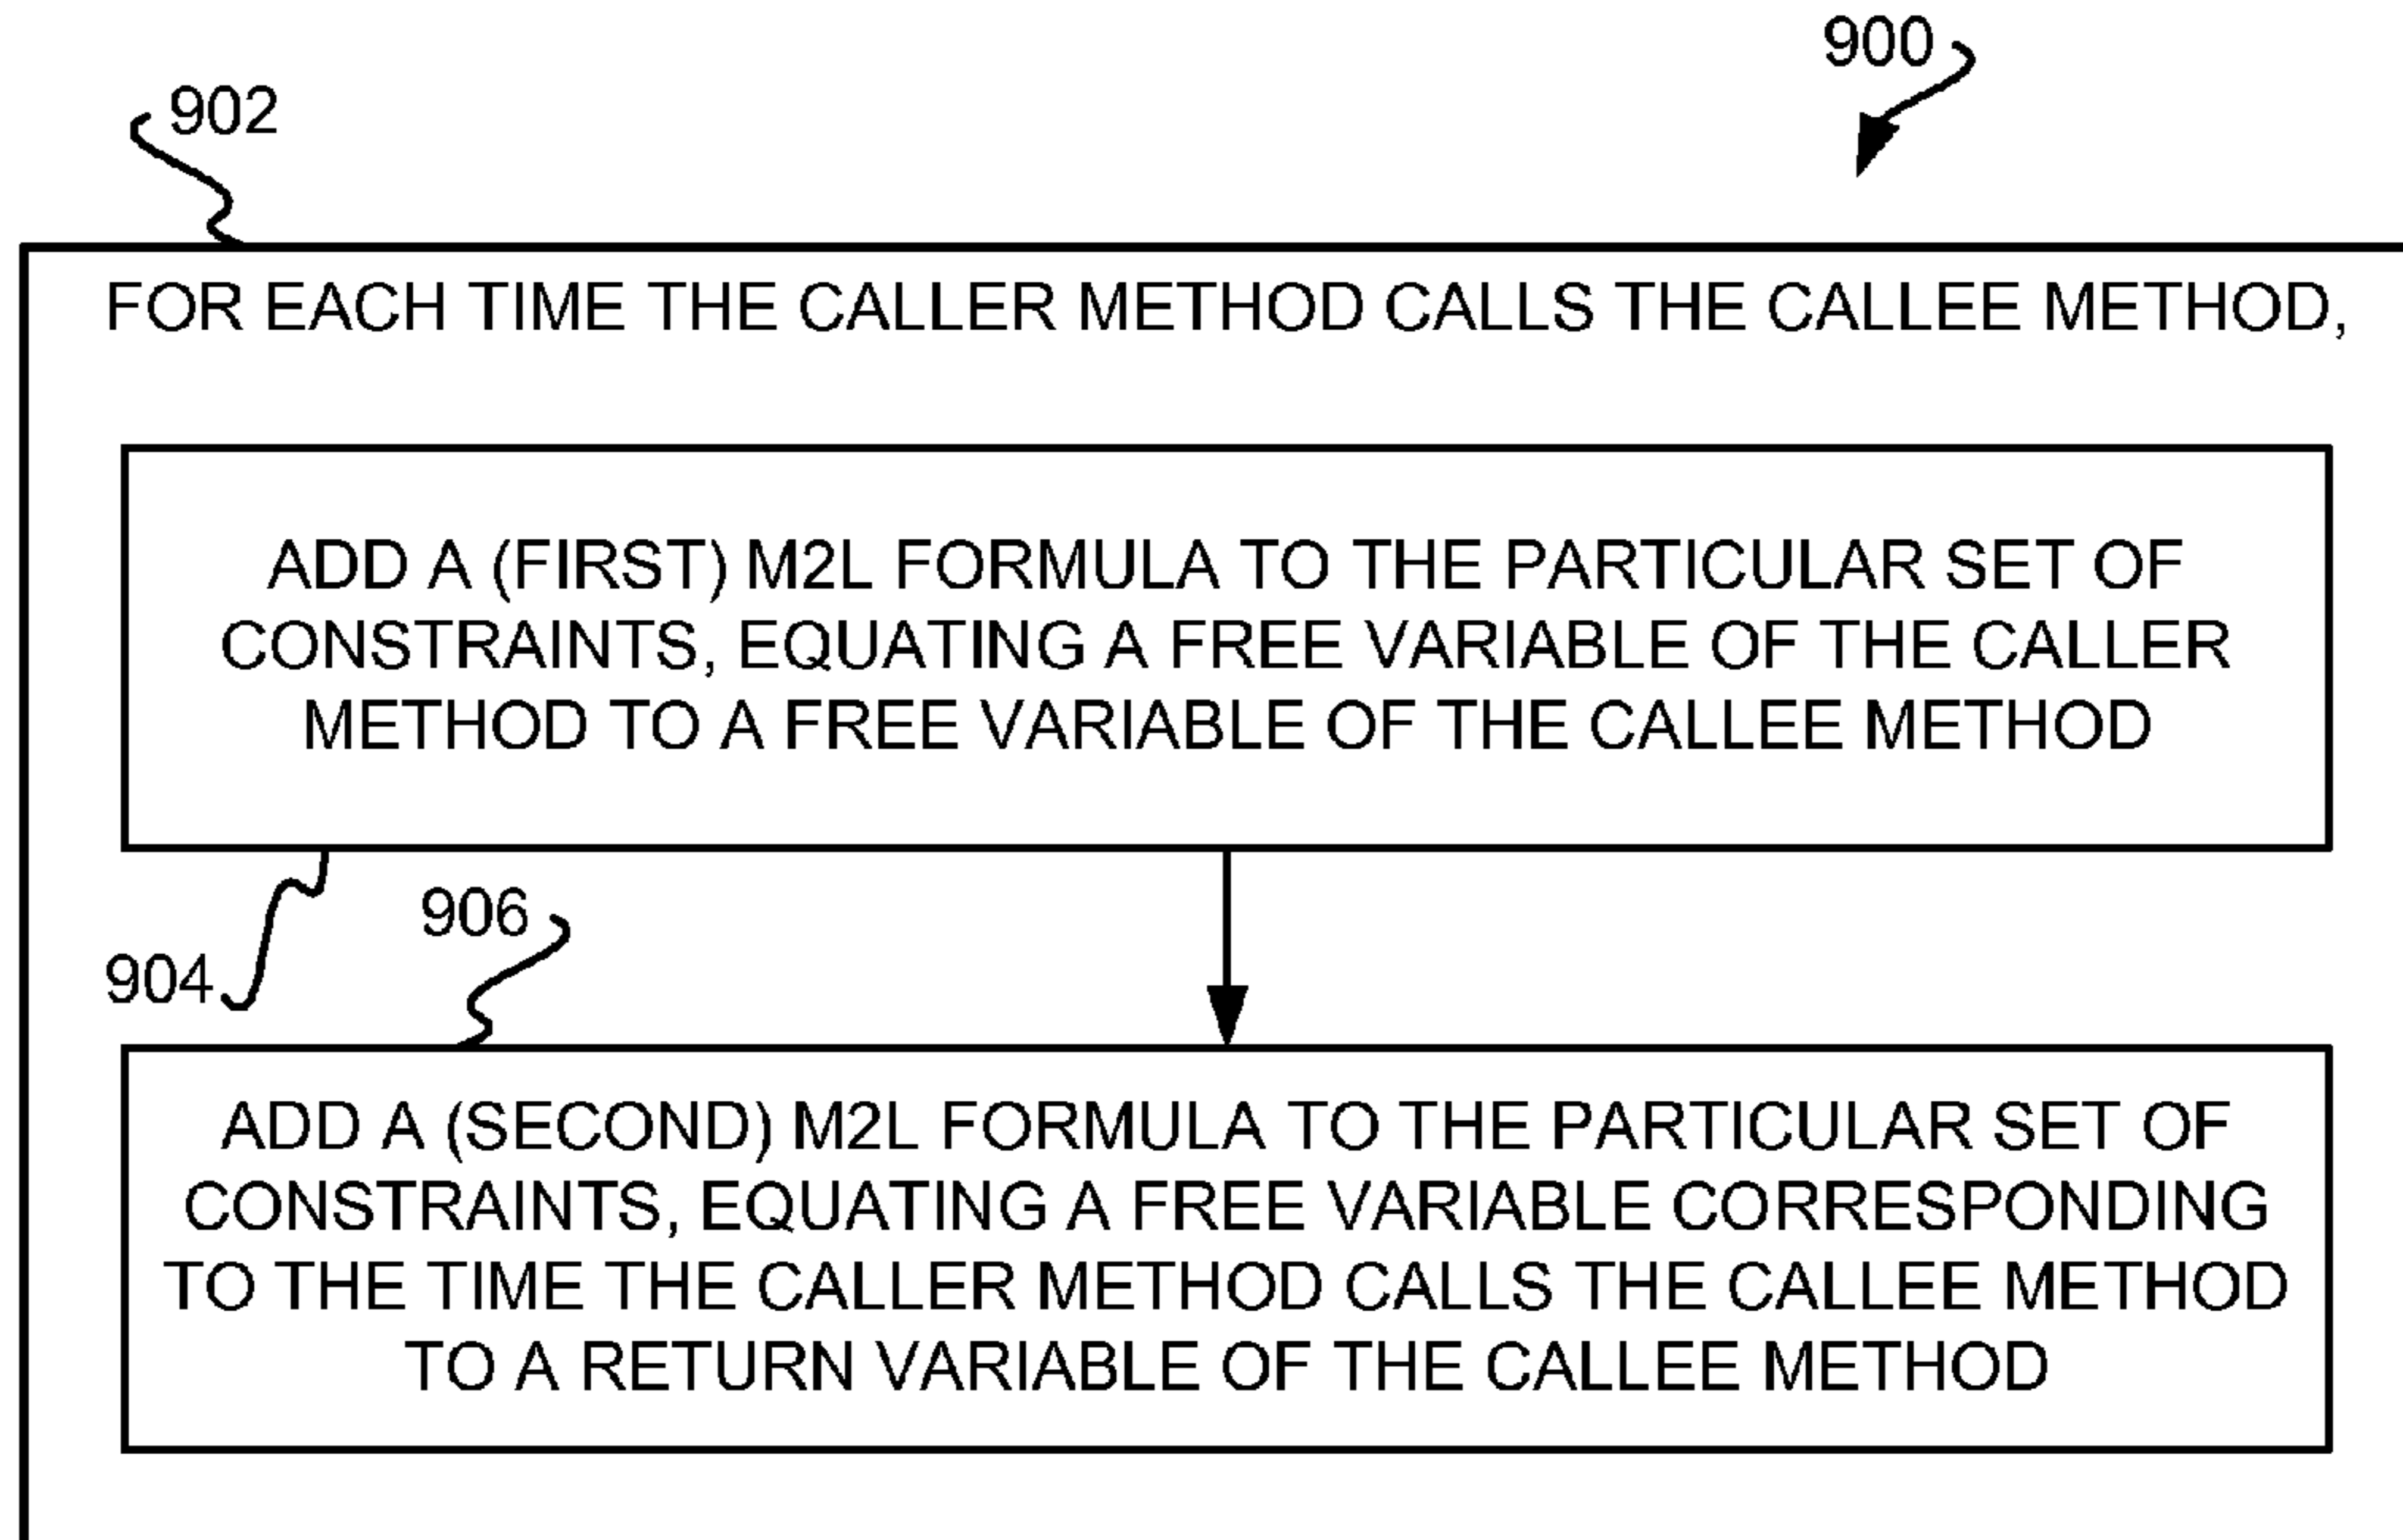 900
902
FOR EACH TIME THE CALLER METHOD CALLS THE CALLEE METHOD,
ADD A (FIRST) M2L FORMULA TO THE PARTICULAR SET OF
CONSTRAINTS, EQUATING A FREE VARIABLE OF THE CALLER
METHOD TO A FREE VARIABLE OF THE CALLEE METHOD
906
904
ADD A (SECOND) M2L FORMULA TO THE PARTICULAR SET OF
CONSTRAINTS, EQUATING A FREE VARIABLE CORRESPONDING
TO THE TIME THE CALLER METHOD CALLS THE CALLEE METHOD
TO A RETURN VARIABLE OF THE CALLEE METHOD